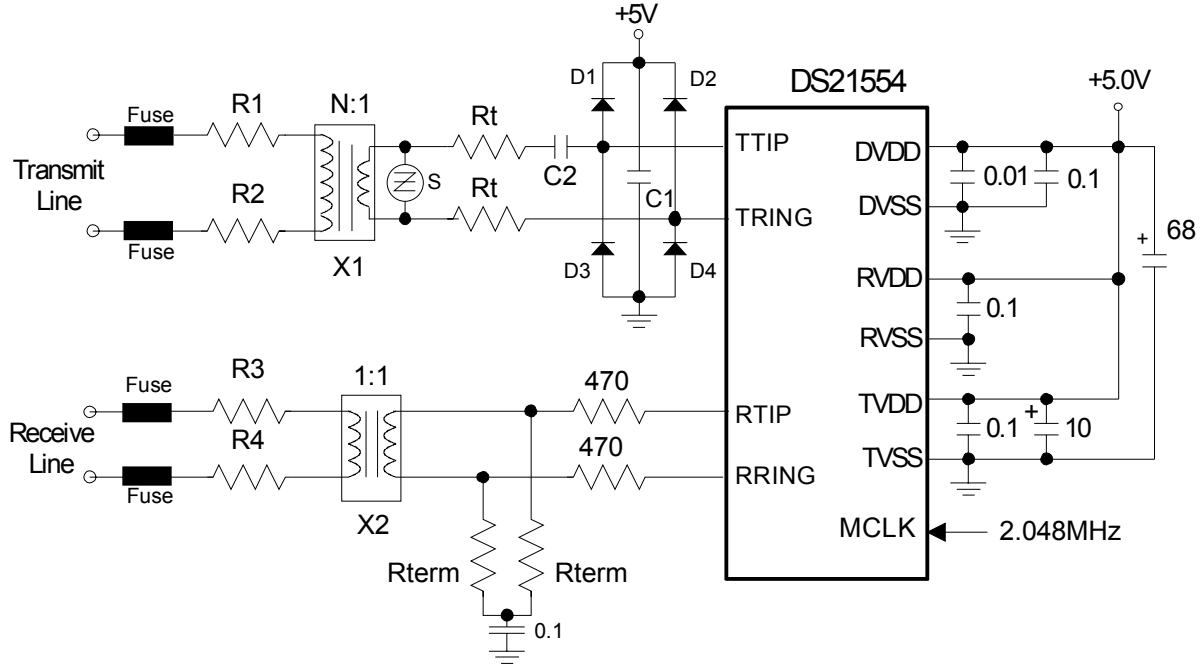 +5V
D1
D2
DS21554
+5.0V
Fuse
R1
N:1
Rt
TTIP
DVDD
Transmit
Line
S
C2
0.01
0.1
R2
Rt
C1
TRING
DVSS
68
+
Fuse
X1
D3
D4
RVDD
0.1
RVSS
Fuse
R3
1:1
470
RTIP
TVDD
Receive
Line
R4
470
0.1
+
10
RRING
TVSS
Fuse
X2
MCLK
2.048MHz
Rterm
Rterm
0.1